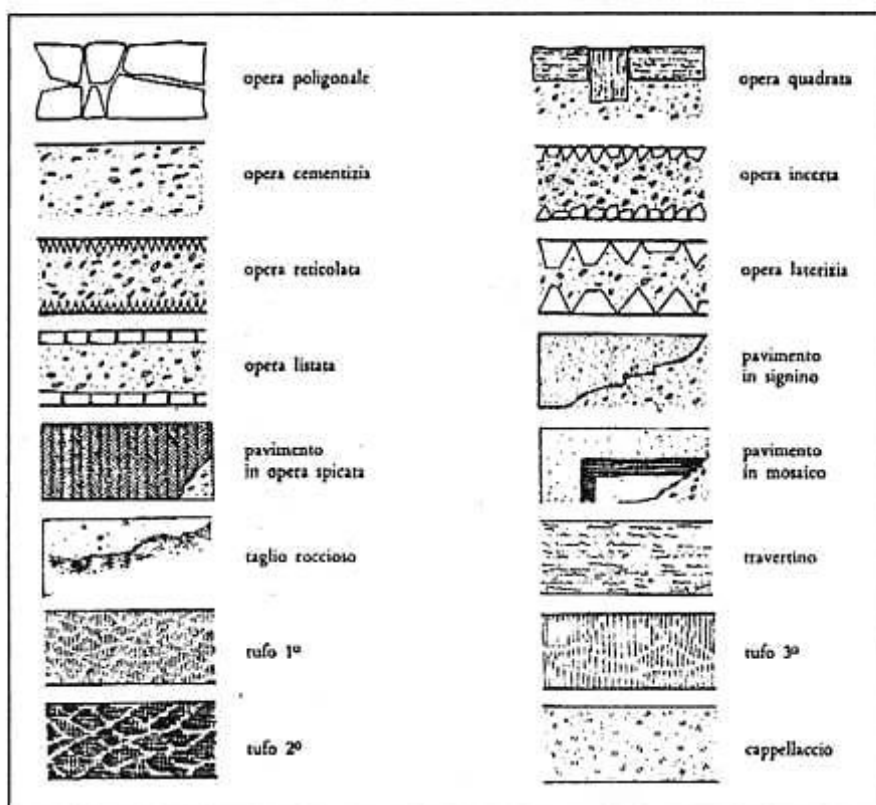 opera poligonale
opera quadrata
opera cementizia
opera incerta
opera reticolata
opera laterizia
opera listata
pavimento
in signino
pavimento
in opera spicata
pavimento
in mosaico
taglio roccioso
travertino
tufo 1º
tufo 3º
tufo 2º
cappellaccio